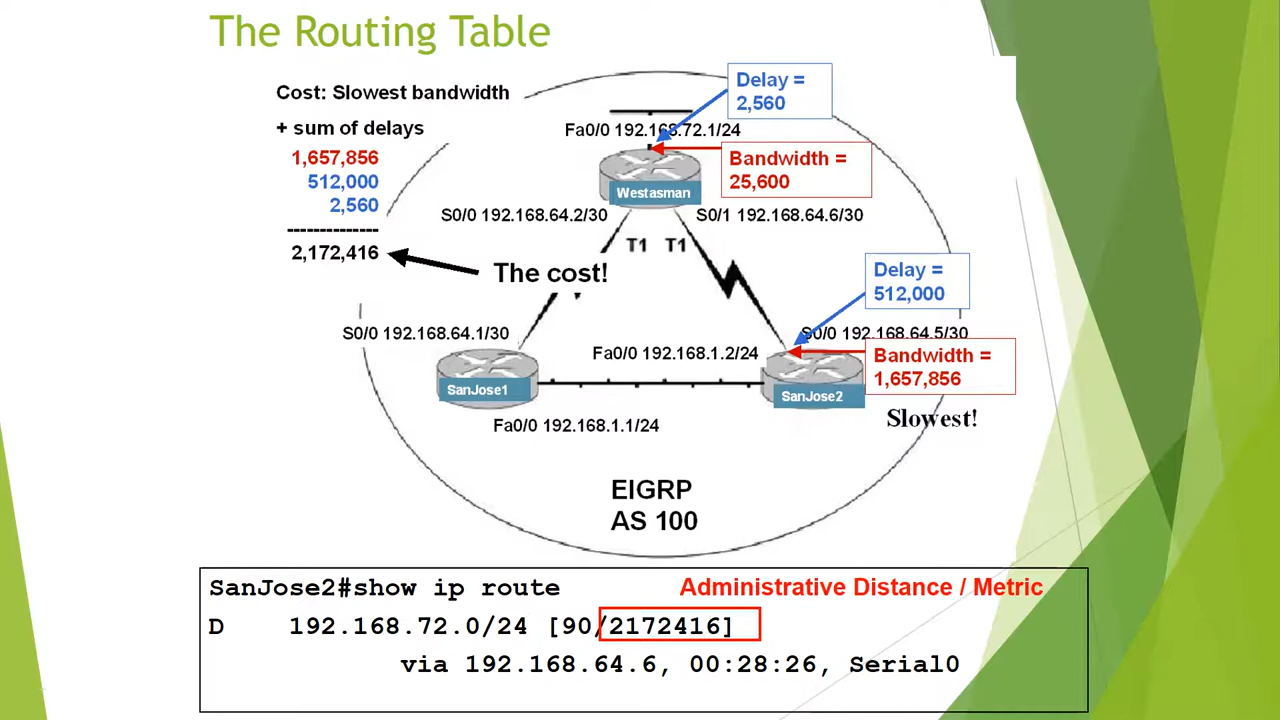 The Routing Table
Cost: Slowest bandwidth
+ sum of delays
1,657,856
512,000
2,560
--------------
2,172,416
The cost!
Delay =
2,560
Fa0/0 192.168.72.1/24
Bandwidth =
25,600
Westasman
S0/0 192.168.64.2/30
S0/1 192.168.64.6/30
T1 T1
Delay =
512,000
S0/0 192.168.64.1/30
S0/0 192.168.64.5/30
Fa0/0 192.168.1.2/24
Bandwidth =
1,657,856
SanJose1
SanJose2
Slowest!
Fa0/0 192.168.1.1/24
EIGRP
AS 100
SanJose2#show ip route
Administrative Distance / Metric
D 192.168.72.0/24 [90/2172416]
via 192.168.64.6, 00:28:26, Serial0